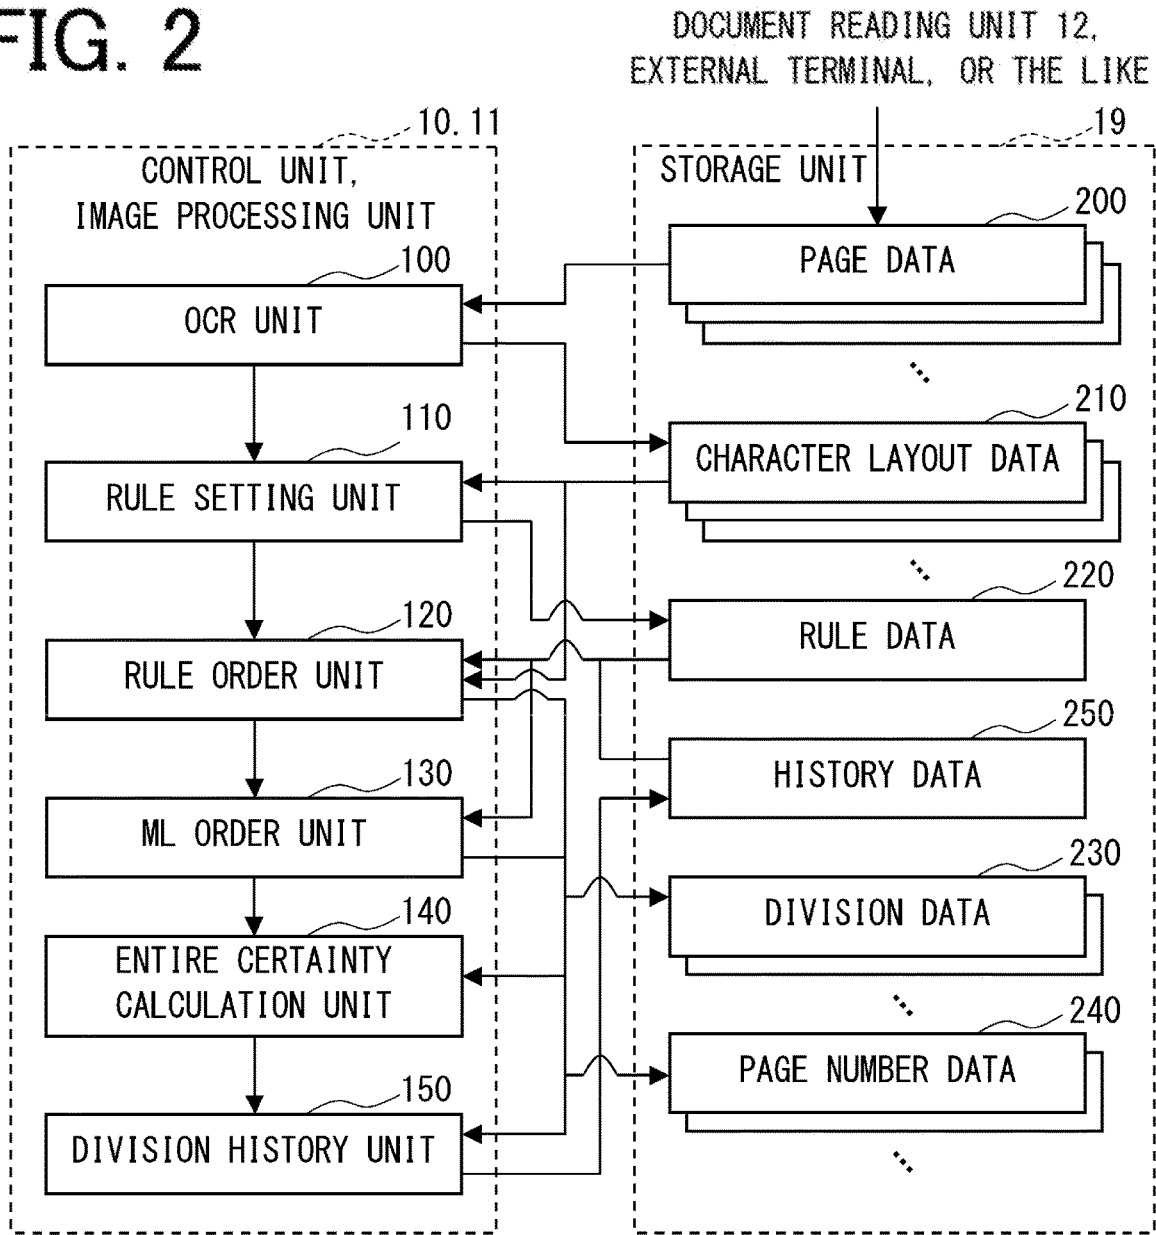 FIG. 2
DOCUMENT READING UNIT 12,
EXTERNAL TERMINAL, OR THE LIKE
10, 11
CONTROL UNIT,
IMAGE PROCESSING UNIT
100
OCR UNIT
110
RULE SETTING UNIT
120
RULE ORDER UNIT
130
ML ORDER UNIT
140
ENTIRE CERTAINTY
CALCULATION UNIT
150
DIVISION HISTORY UNIT
19
STORAGE UNIT
200
PAGE DATA
210
CHARACTER LAYOUT DATA
220
RULE DATA
250
HISTORY DATA
230
DIVISION DATA
240
PAGE NUMBER DATA